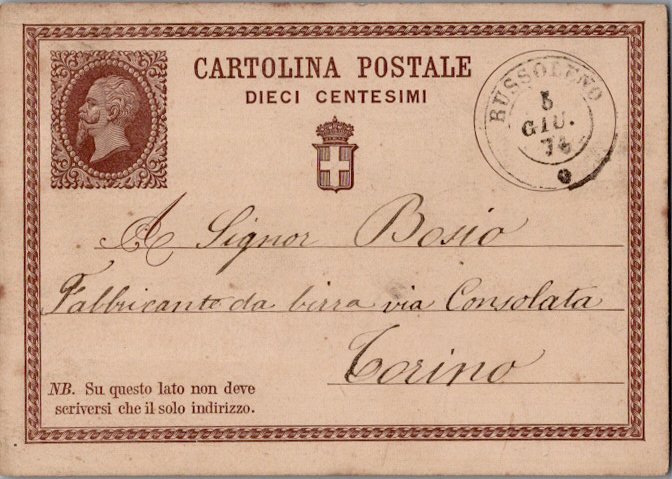 CARTOLINA POSTALE
DIECI CENTESIMI
BUSSOLENO
5
GIU.
74
A Signor Bosio
Fabbricante da birra via Consolata
Torino
NB. Su questo lato non deve
scriversi che il solo indirizzo.